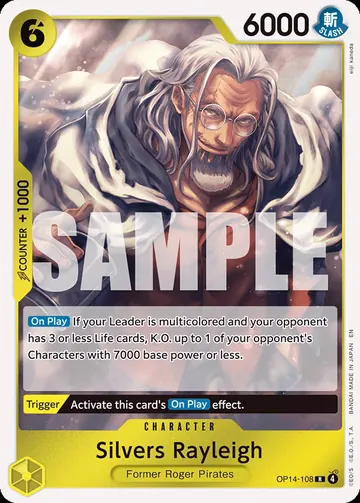 6
6000
斬
SLASH
eiji kaneda
COUNTER +1000
SAMPLE
On Play If your Leader is multicolored and your opponent
has 3 or less Life cards, K.O. up to 1 of your opponent's
Characters with 7000 base power or less.
Trigger Activate this card's On Play effect.
CHARACTER
Silvers Rayleigh
Former Roger Pirates
OP14-108 R 4
©E.O./S. ©E.O./S., T.A. BANDAI MADE IN JAPAN EN